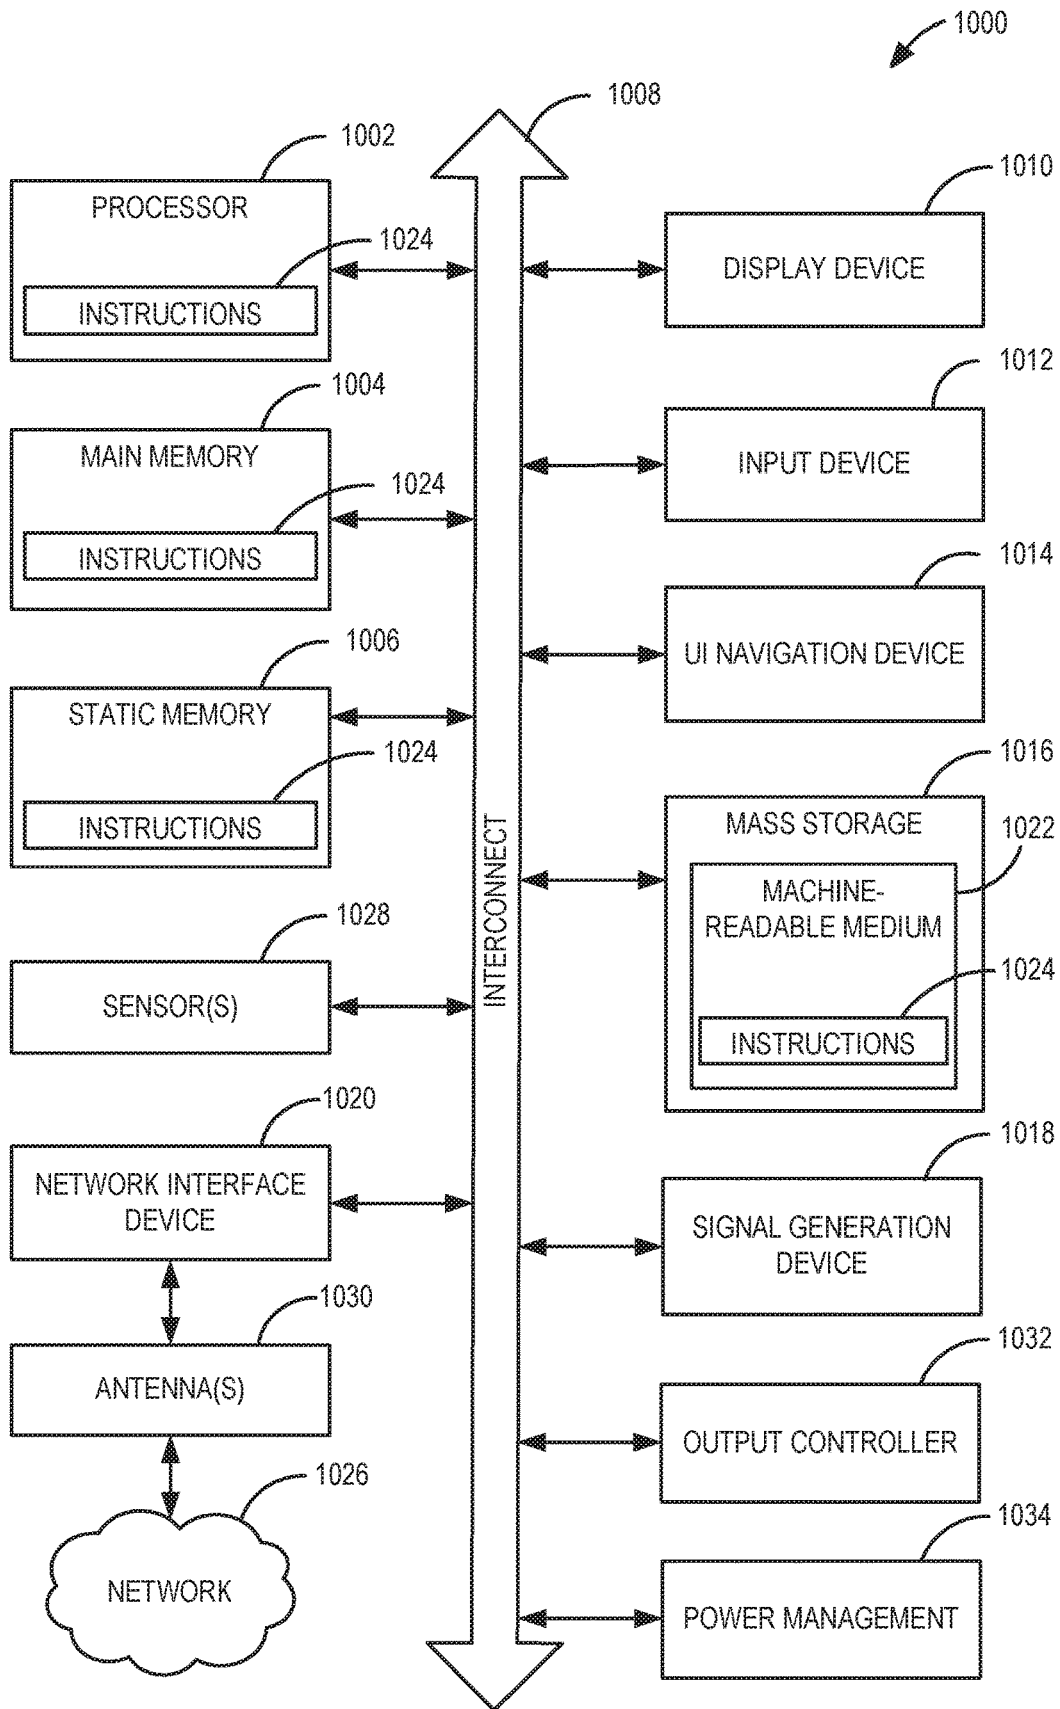 1000
1008
1002
PROCESSOR
1024
INSTRUCTIONS
1004
MAIN MEMORY
1024
INSTRUCTIONS
1006
STATIC MEMORY
1024
INSTRUCTIONS
1028
SENSOR(S)
1020
NETWORK INTERFACE
DEVICE
1030
ANTENNA(S)
1026
NETWORK
INTERCONNECT
1010
DISPLAY DEVICE
1012
INPUT DEVICE
1014
UI NAVIGATION DEVICE
1016
MASS STORAGE
1022
MACHINE-
READABLE MEDIUM
1024
INSTRUCTIONS
1018
SIGNAL GENERATION
DEVICE
1032
OUTPUT CONTROLLER
1034
POWER MANAGEMENT